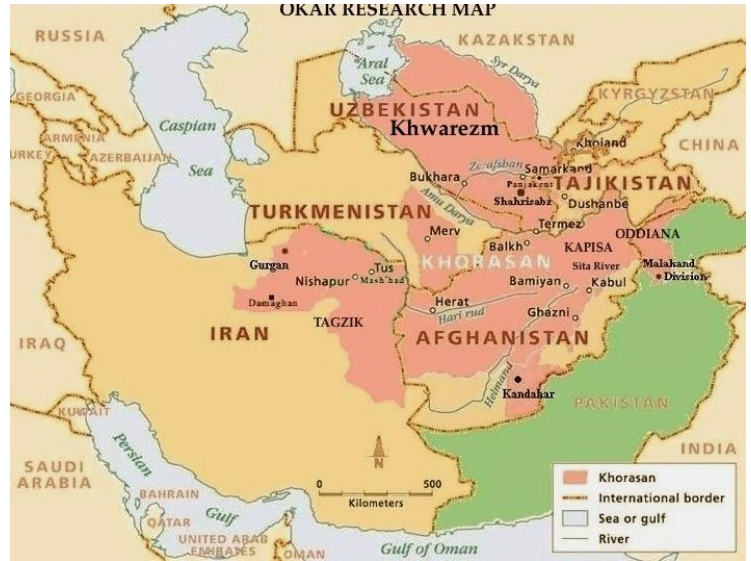 OKAR RESEARCH MAP
RUSSIA
KAZAKSTAN
Aral
Sea
Syr Darya
GEORGIA
UZBEKISTAN
KYRGYZSTAN
Khwarezm
Caspian
Sea
ARMENIA
TURKEY
AZERBAIJAN
Khojand
CHINA
Zerafshan
Samarkand
Bukhara
Panjakent
TAJIKISTAN
Shahrisabz
Dushanbe
TURKMENISTAN
Amu Darya
Termez
Merv
Balkh
KAPISA
ODDIANA
Gurgan
KHORASAN
Sita River
Malakand
Division
Tus
Mash'had
Nishapur
Bamiyan
Kabul
Damaghan
Herat
Hari rud
Ghazni
TAGZIK
IRAN
AFGHANISTAN
IRAQ
Helmand
Kandahar
KUWAIT
PAKISTAN
Persian
Gulf
N
INDIA
SAUDI
ARABIA
BAHRAIN
QATAR
0 500
Kilometers
UNITED ARAB
EMIRATES
OMAN
Gulf of Oman
Khorasan
International border
Sea or gulf
River